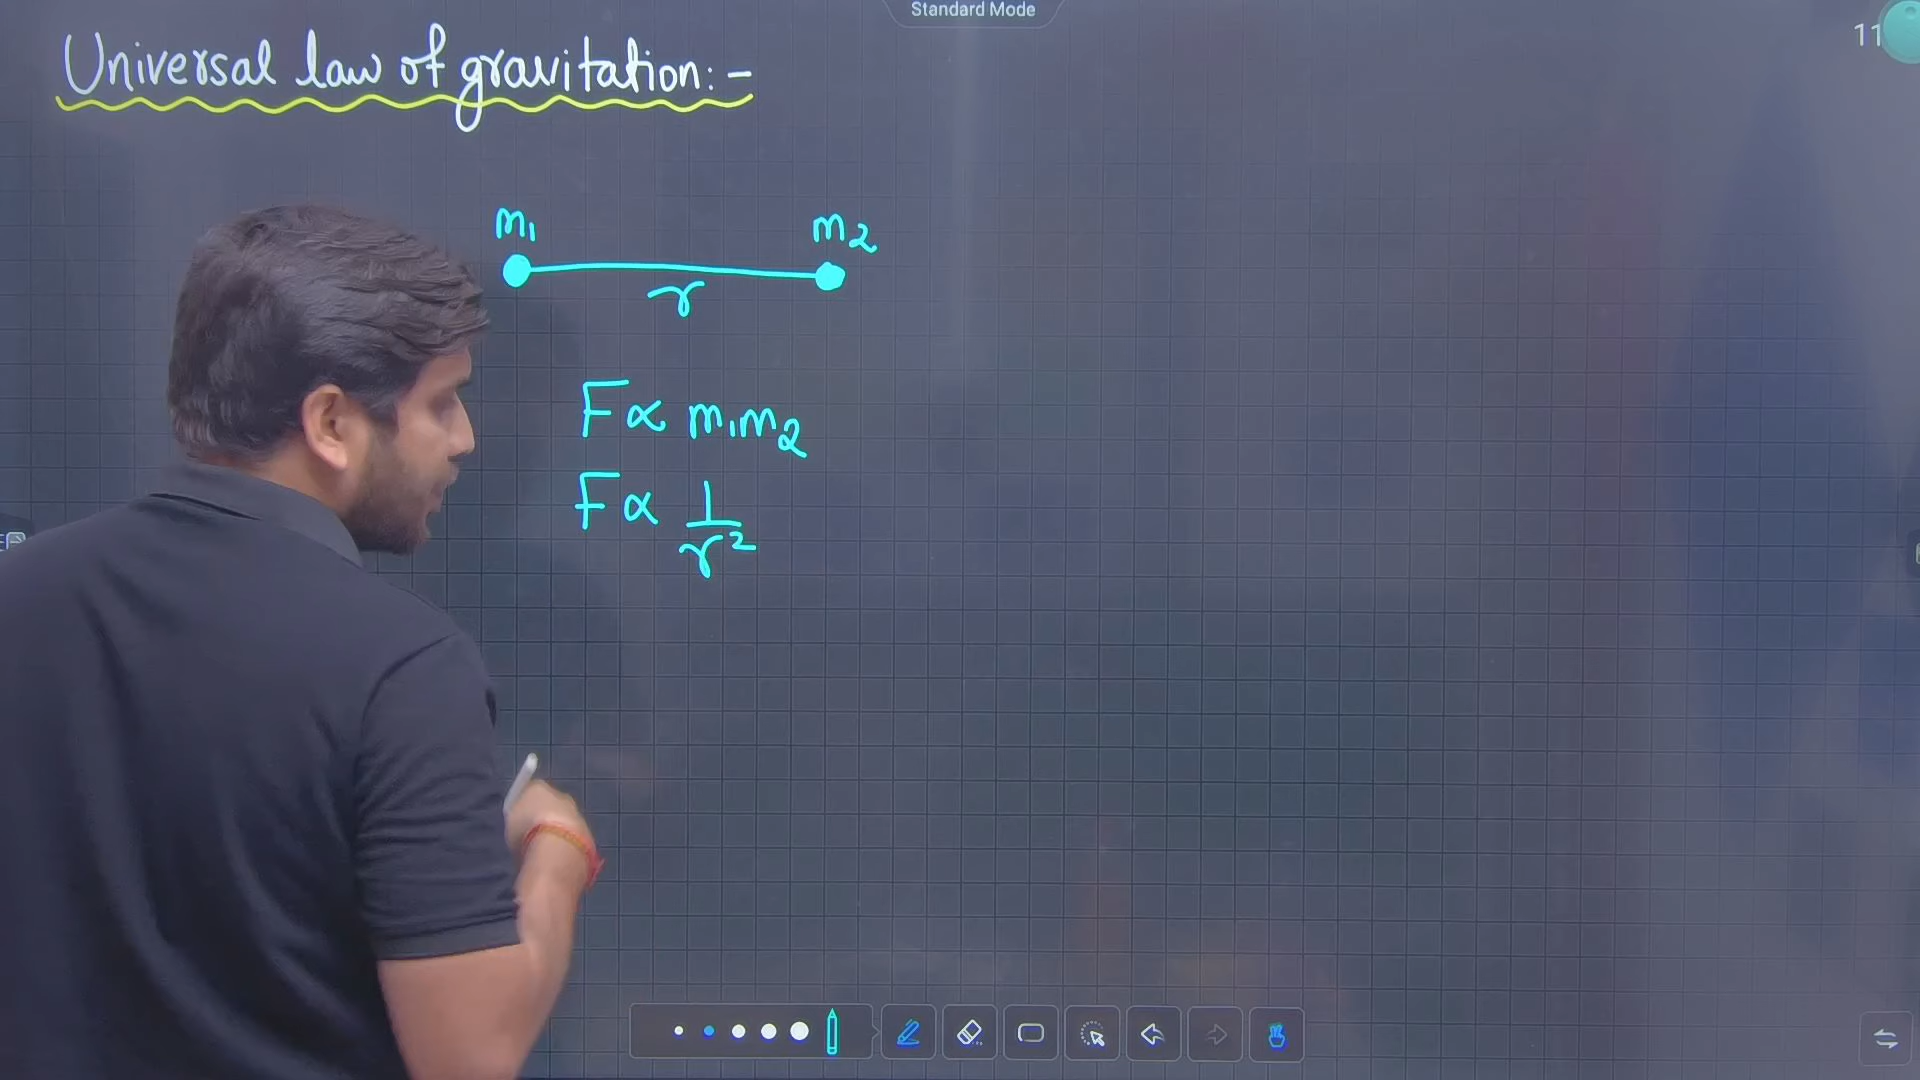 Standard Mode
11
Universal law of gravitation:-
m₁ m₂
r
F ∝ m₁m₂
F ∝ 1/r²